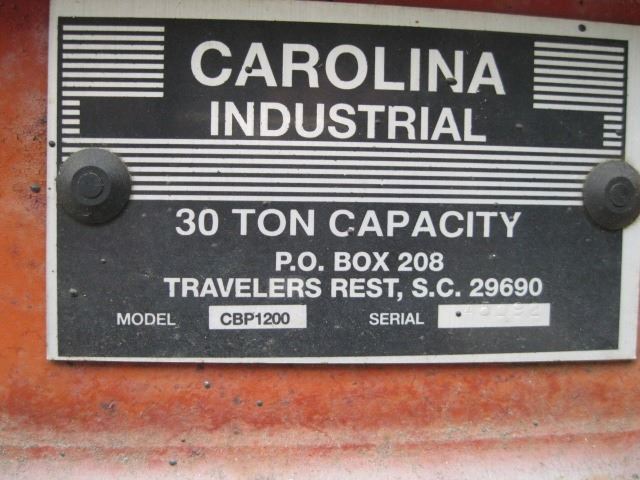 CAROLINA
INDUSTRIAL
30 TON CAPACITY
P.O. BOX 208
TRAVELERS REST, S.C. 29690
MODEL CBP1200 SERIAL